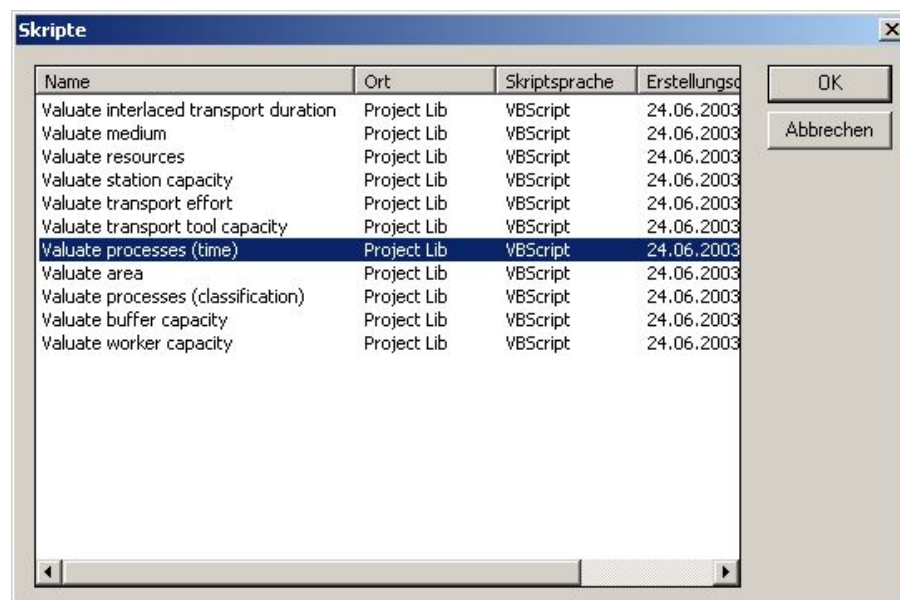 Skripte
Name Ort Skriptsprache Erstellungsd
Valuate interlaced transport duration Project Lib VBScript 24.06.2003
Valuate medium Project Lib VBScript 24.06.2003
Valuate resources Project Lib VBScript 24.06.2003
Valuate station capacity Project Lib VBScript 24.06.2003
Valuate transport effort Project Lib VBScript 24.06.2003
Valuate transport tool capacity Project Lib VBScript 24.06.2003
Valuate processes (time) Project Lib VBScript 24.06.2003
Valuate area Project Lib VBScript 24.06.2003
Valuate processes (classification) Project Lib VBScript 24.06.2003
Valuate buffer capacity Project Lib VBScript 24.06.2003
Valuate worker capacity Project Lib VBScript 24.06.2003
OK
Abbrechen